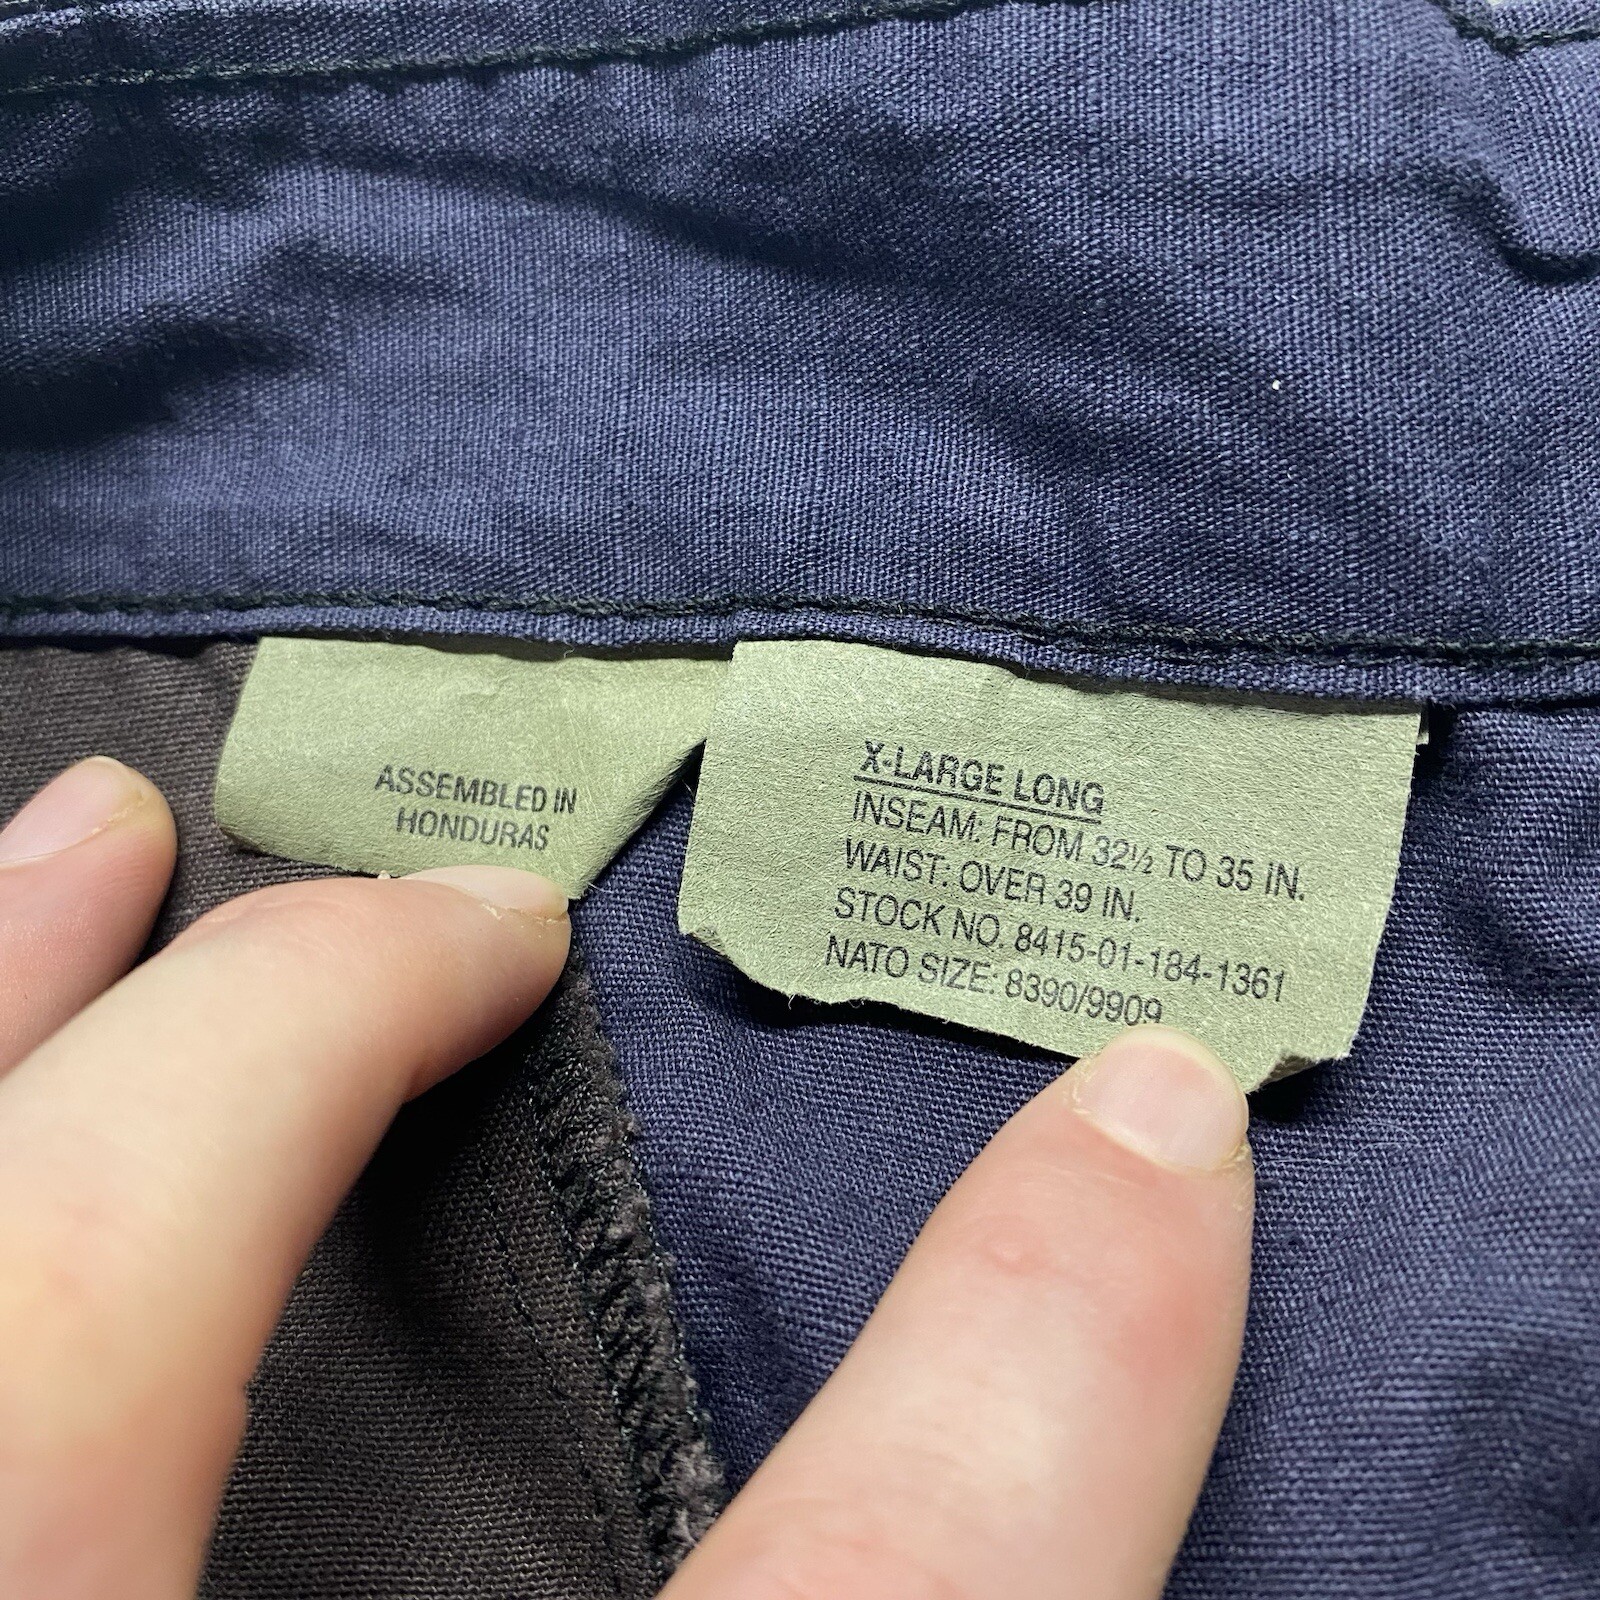 ASSEMBLED IN
HONDURAS
X-LARGE LONG
INSEAM: FROM 32½ TO 35 IN.
WAIST: OVER 39 IN.
STOCK NO. 8415-01-184-1361
NATO SIZE: 8390/9909